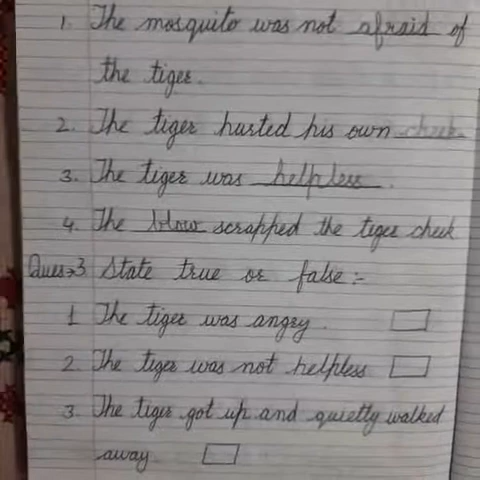 1. The mosquito was not afraid of
the tiger.
2. The tiger hurted his own cheek.
3. The tiger was helpless.
4. The blow scrapped the tiger cheek
Ques→3 State true or false:-
1 The tiger was angry.
2. The tiger was not helpless
3. The tiger got up and quietly walked
away